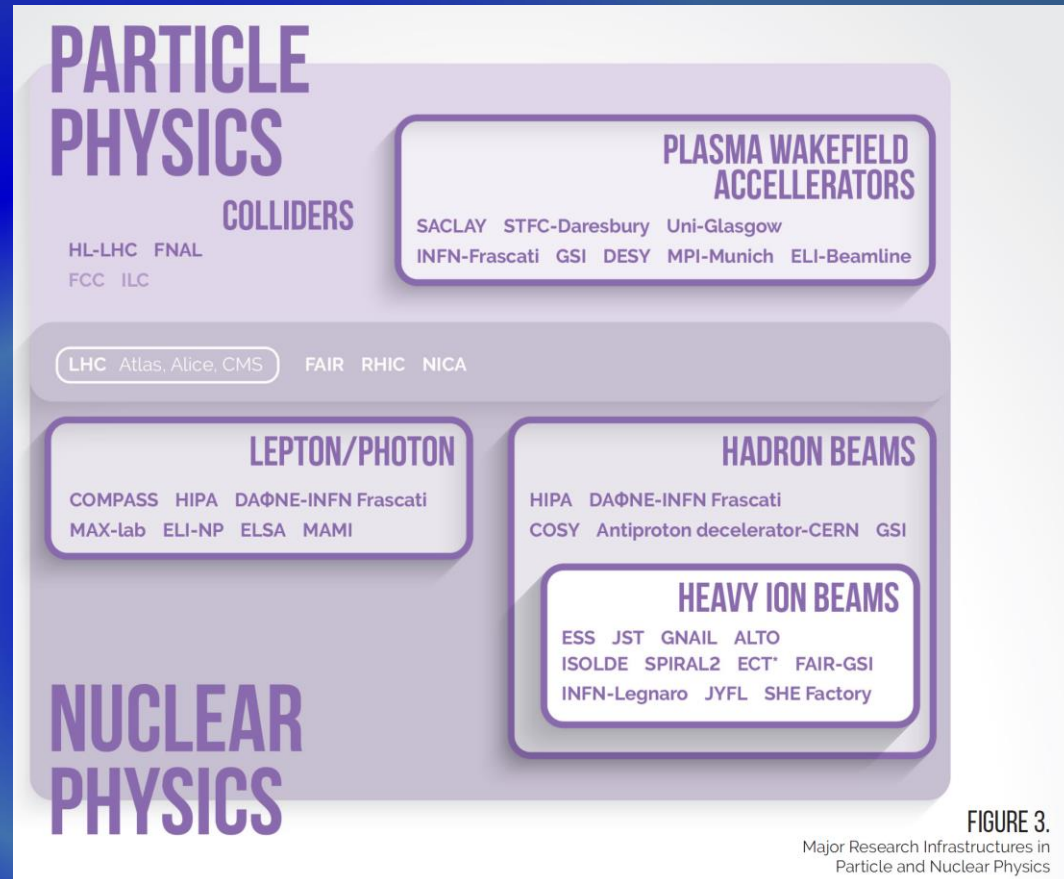 PARTICLE
PHYSICS
COLLIDERS
HL-LHC FNAL
FCC ILC
PLASMA WAKEFIELD
ACCELLERATORS
SACLAY STFC-Daresbury Uni-Glasgow
INFN-Frascati GSI DESY MPI-Munich ELI-Beamline
LHC Atlas, Alice, CMS FAIR RHIC NICA
LEPTON/PHOTON
COMPASS HIPA DAΦNE-INFN Frascati
MAX-lab ELI-NP ELSA MAMI
HADRON BEAMS
HIPA DAΦNE-INFN Frascati
COSY Antiproton decelerator-CERN GSI
HEAVY ION BEAMS
ESS JST GNAIL ALTO
ISOLDE SPIRAL2 ECT* FAIR-GSI
INFN-Legnaro JYFL SHE Factory
NUCLEAR
PHYSICS
FIGURE 3.
Major Research Infrastructures in
Particle and Nuclear Physics